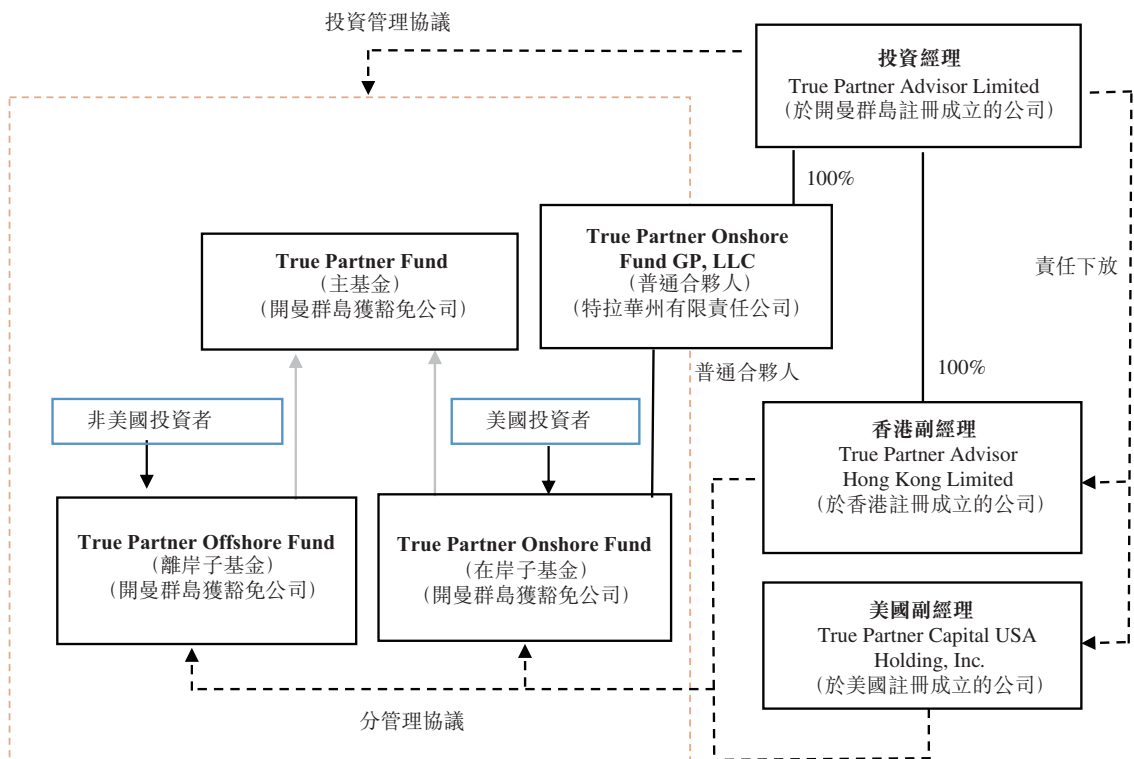 投資管理協議
投資經理
True Partner Advisor Limited
(於開曼群島註冊成立的公司)
100%
True Partner Fund
(主基金)
(開曼群島獲豁免公司)
True Partner Onshore
Fund GP, LLC
(普通合夥人)
(特拉華州有限責任公司)
責任下放
普通合夥人
100%
非美國投資者
美國投資者
香港副經理
True Partner Advisor
Hong Kong Limited
(於香港註冊成立的公司)
True Partner Offshore Fund
(離岸子基金)
(開曼群島獲豁免公司)
True Partner Onshore Fund
(在岸子基金)
(開曼群島獲豁免公司)
美國副經理
True Partner Capital USA
Holding, Inc.
(於美國註冊成立的公司)
分管理協議